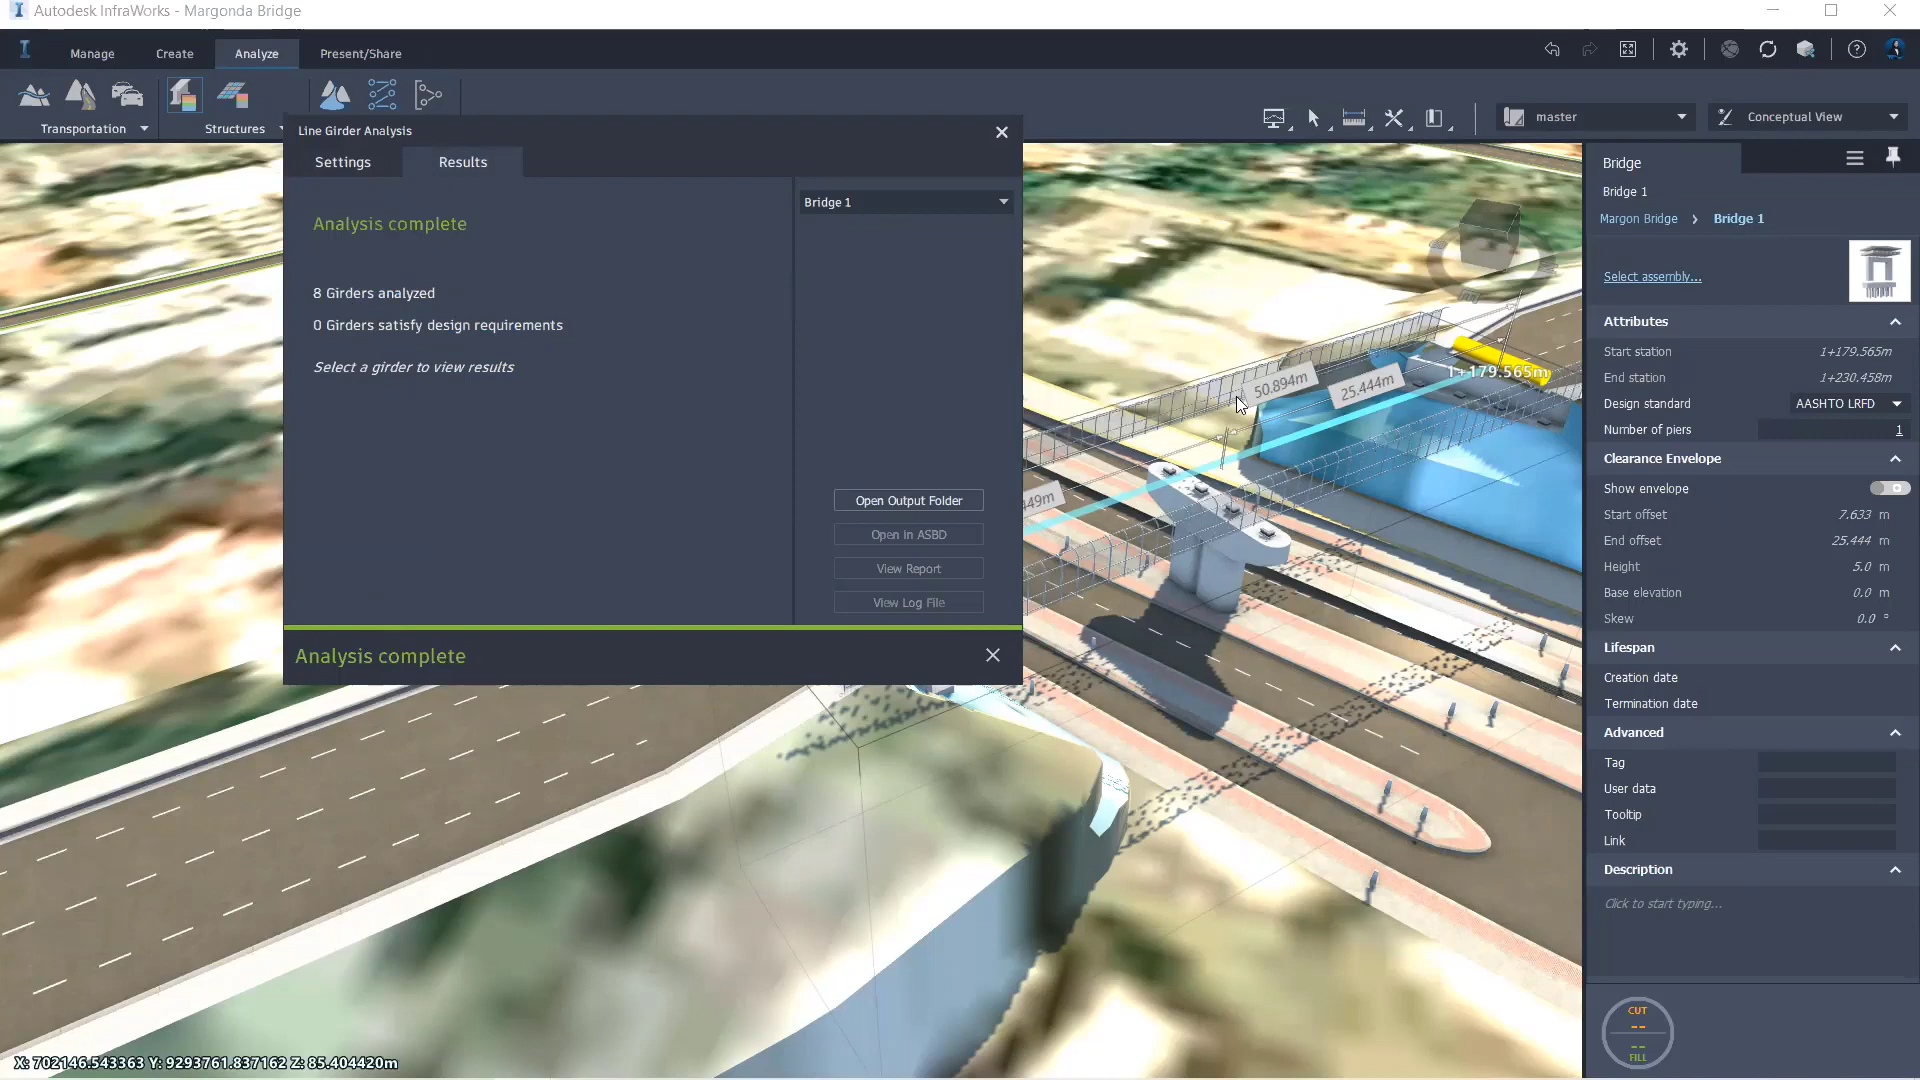 Autodesk InfraWorks - Margonda Bridge
Manage
Create
Analyze
Present/Share
Transportation
Structures
master
Conceptual View
Line Girder Analysis
Settings
Results
Analysis complete
8 Girders analyzed
0 Girders satisfy design requirements
Select a girder to view results
Bridge 1
Open Output Folder
Open in ASBD
View Report
View Log File
Analysis complete
50.894m
25.444m
1+179.565m
449m
Bridge
Bridge 1
Margon Bridge > Bridge 1
Select assembly...
Attributes
Start station 1+179.565m
End station 1+230.458m
Design standard AASHTO LRFD
Number of piers 1
Clearance Envelope
Show envelope
Start offset 7.633 m
End offset 25.444 m
Height 5.0 m
Base elevation 0.0 m
Skew 0.0 °
Lifespan
Creation date
Termination date
Advanced
Tag
User data
Tooltip
Link
Description
Click to start typing...
CUT
--
--
FILL
X: 702146.543363 Y: 9293761.837162 Z: 85.404420m